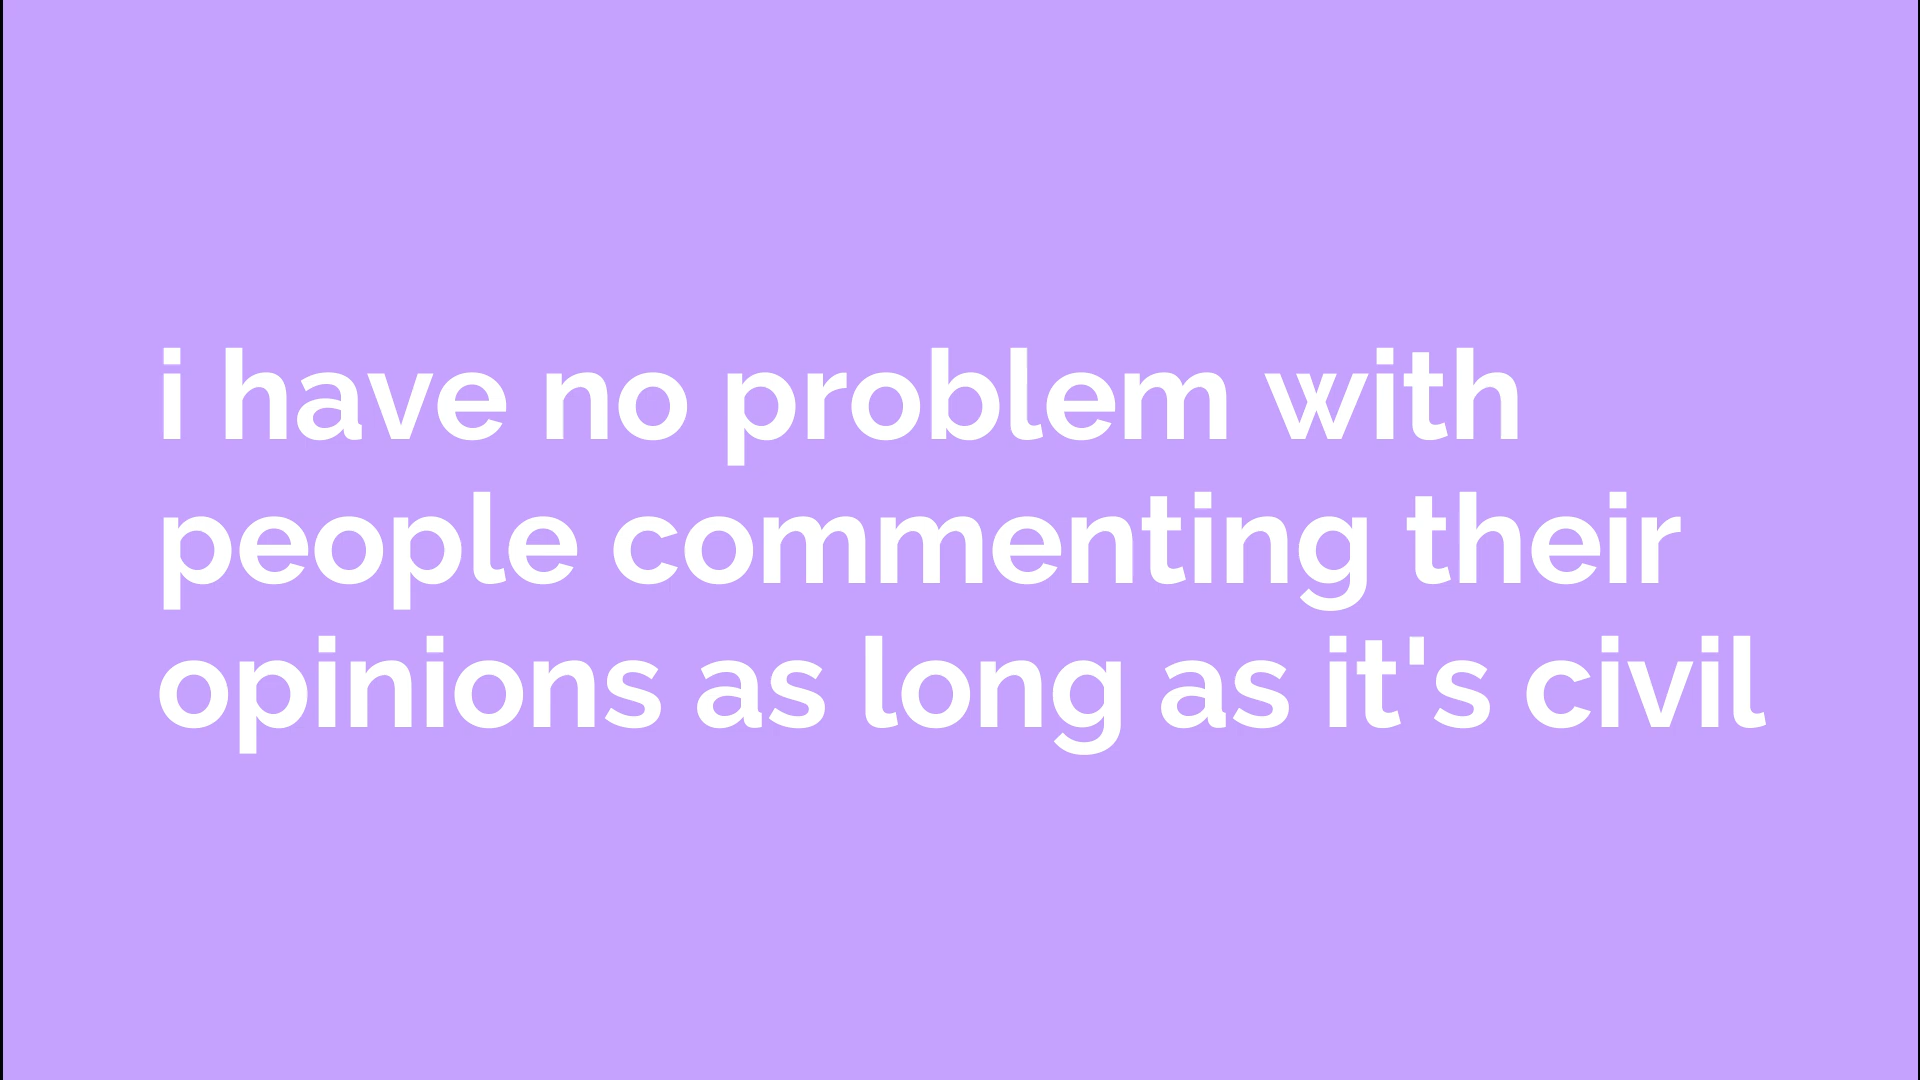 i have no problem with
people commenting their
opinions as long as it's civil